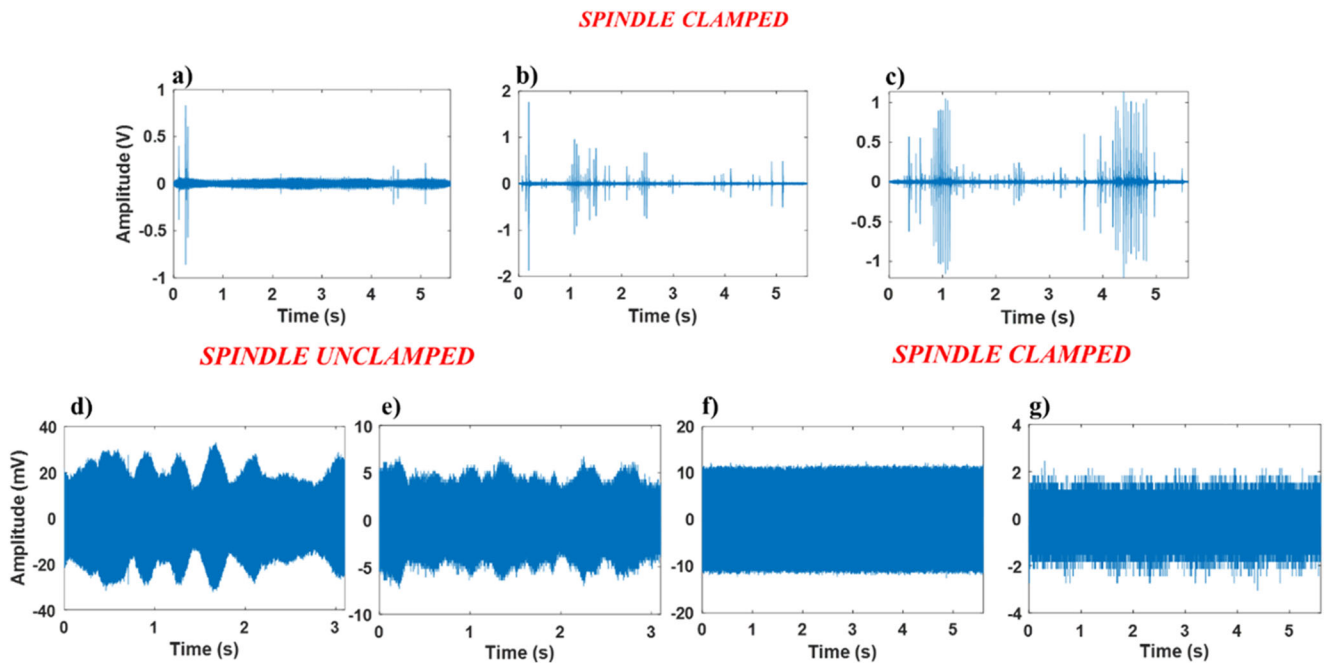 SPINDLE CLAMPED
a) b) c)
1 2 1
0.5 1 0.5
Amplitude (V) 0 0 0
-0.5 -1 -0.5
-1 -2 -1
0 1 2 3 4 5 0 1 2 3 4 5 0 1 2 3 4 5
Time (s) Time (s) Time (s)
SPINDLE UNCLAMPED SPINDLE CLAMPED
d) e) f) g)
40 10 20 4
20 5 10 2
Amplitude (mV) 0 0 0 0
-20 -5 -10 -2
-40 -10 -20 -4
0 1 2 3 0 1 2 3 0 1 2 3 4 5 0 1 2 3 4 5
Time (s) Time (s) Time (s) Time (s)